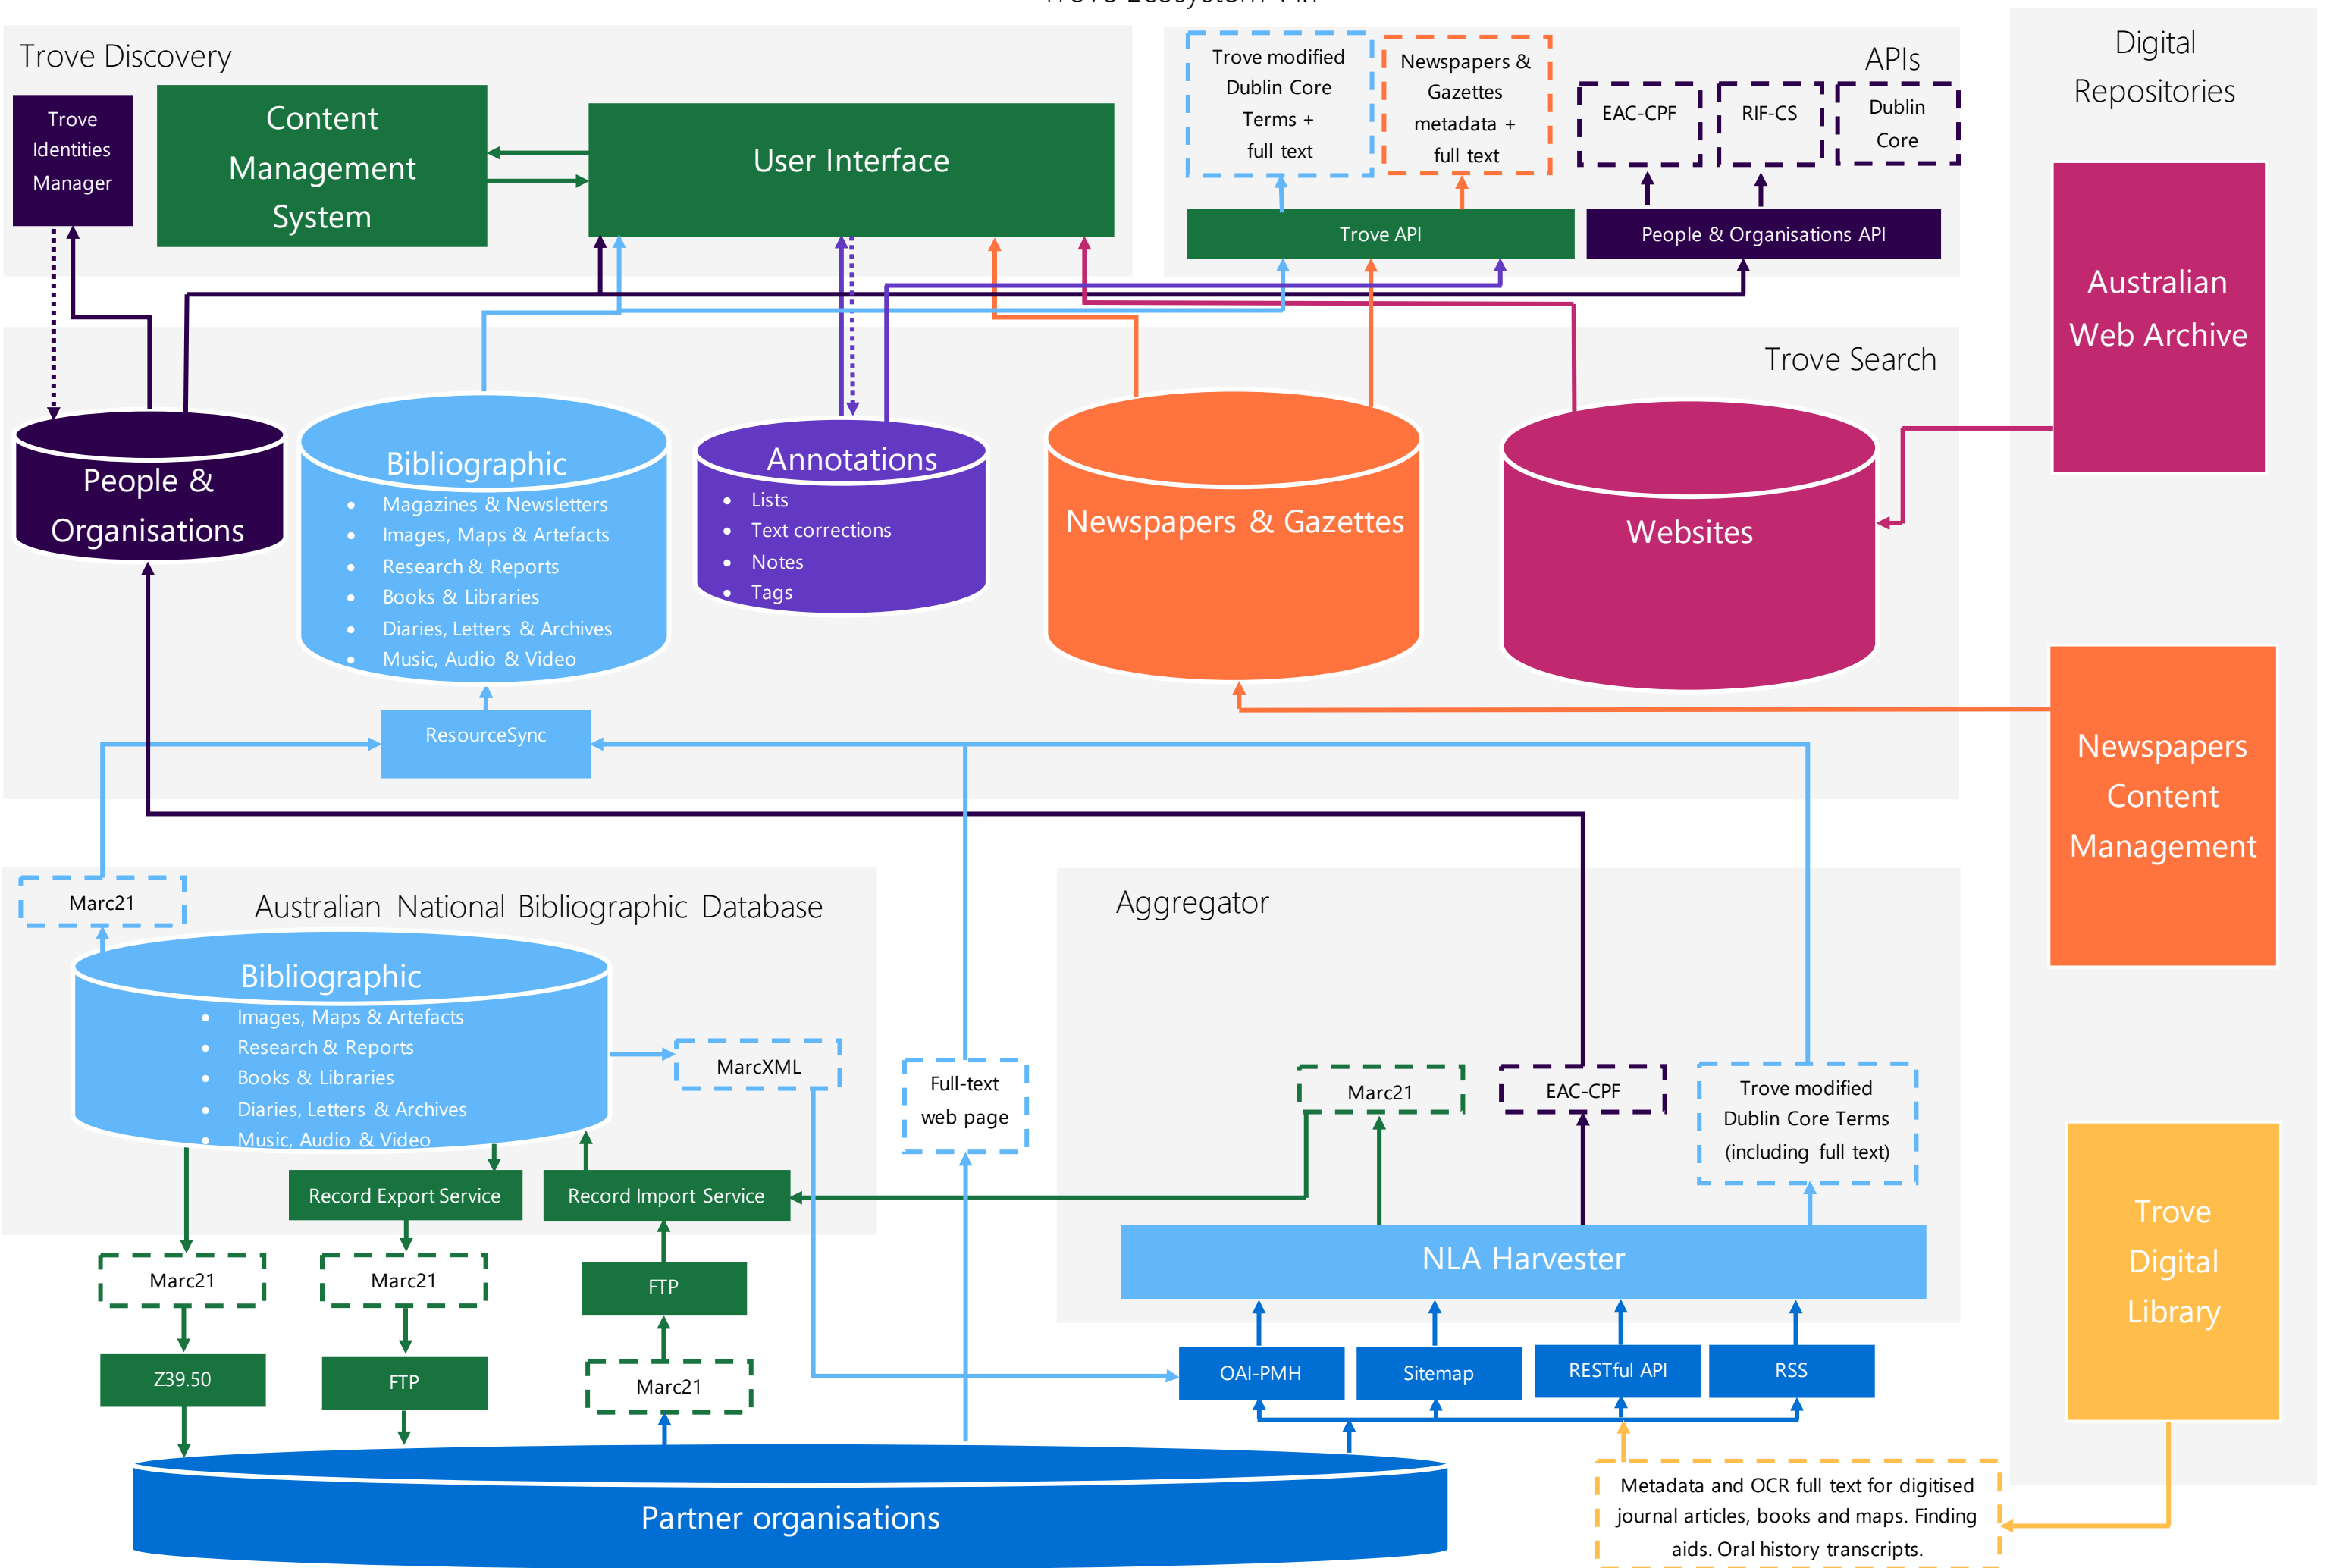 Trove Discovery
Trove
Identities
Manager
Content
Management
System
User Interface
APIs
Trove modified
Dublin Core
Terms +
full text
Newspapers &
Gazettes
metadata +
full text
EAC-CPF
RIF-CS
Dublin
Core
Trove API
People & Organisations API
Digital
Repositories
Australian
Web Archive
Trove Search
People &
Organisations
Bibliographic
• Magazines & Newsletters
• Images, Maps & Artefacts
• Research & Reports
• Books & Libraries
• Diaries, Letters & Archives
• Music, Audio & Video
Annotations
• Lists
• Text corrections
• Notes
• Tags
Newspapers & Gazettes
Websites
ResourceSync
Newspapers
Content
Management
Marc21
Australian National Bibliographic Database
Bibliographic
• Images, Maps & Artefacts
• Research & Reports
• Books & Libraries
• Diaries, Letters & Archives
• Music, Audio & Video
MarcXML
Full-text
web page
Aggregator
Marc21
EAC-CPF
Trove modified
Dublin Core Terms
(including full text)
Record Export Service
Record Import Service
NLA Harvester
Trove
Digital
Library
Marc21
Marc21
FTP
Z39.50
FTP
Marc21
OAI-PMH
Sitemap
RESTful API
RSS
Partner organisations
Metadata and OCR full text for digitised
journal articles, books and maps. Finding
aids. Oral history transcripts.